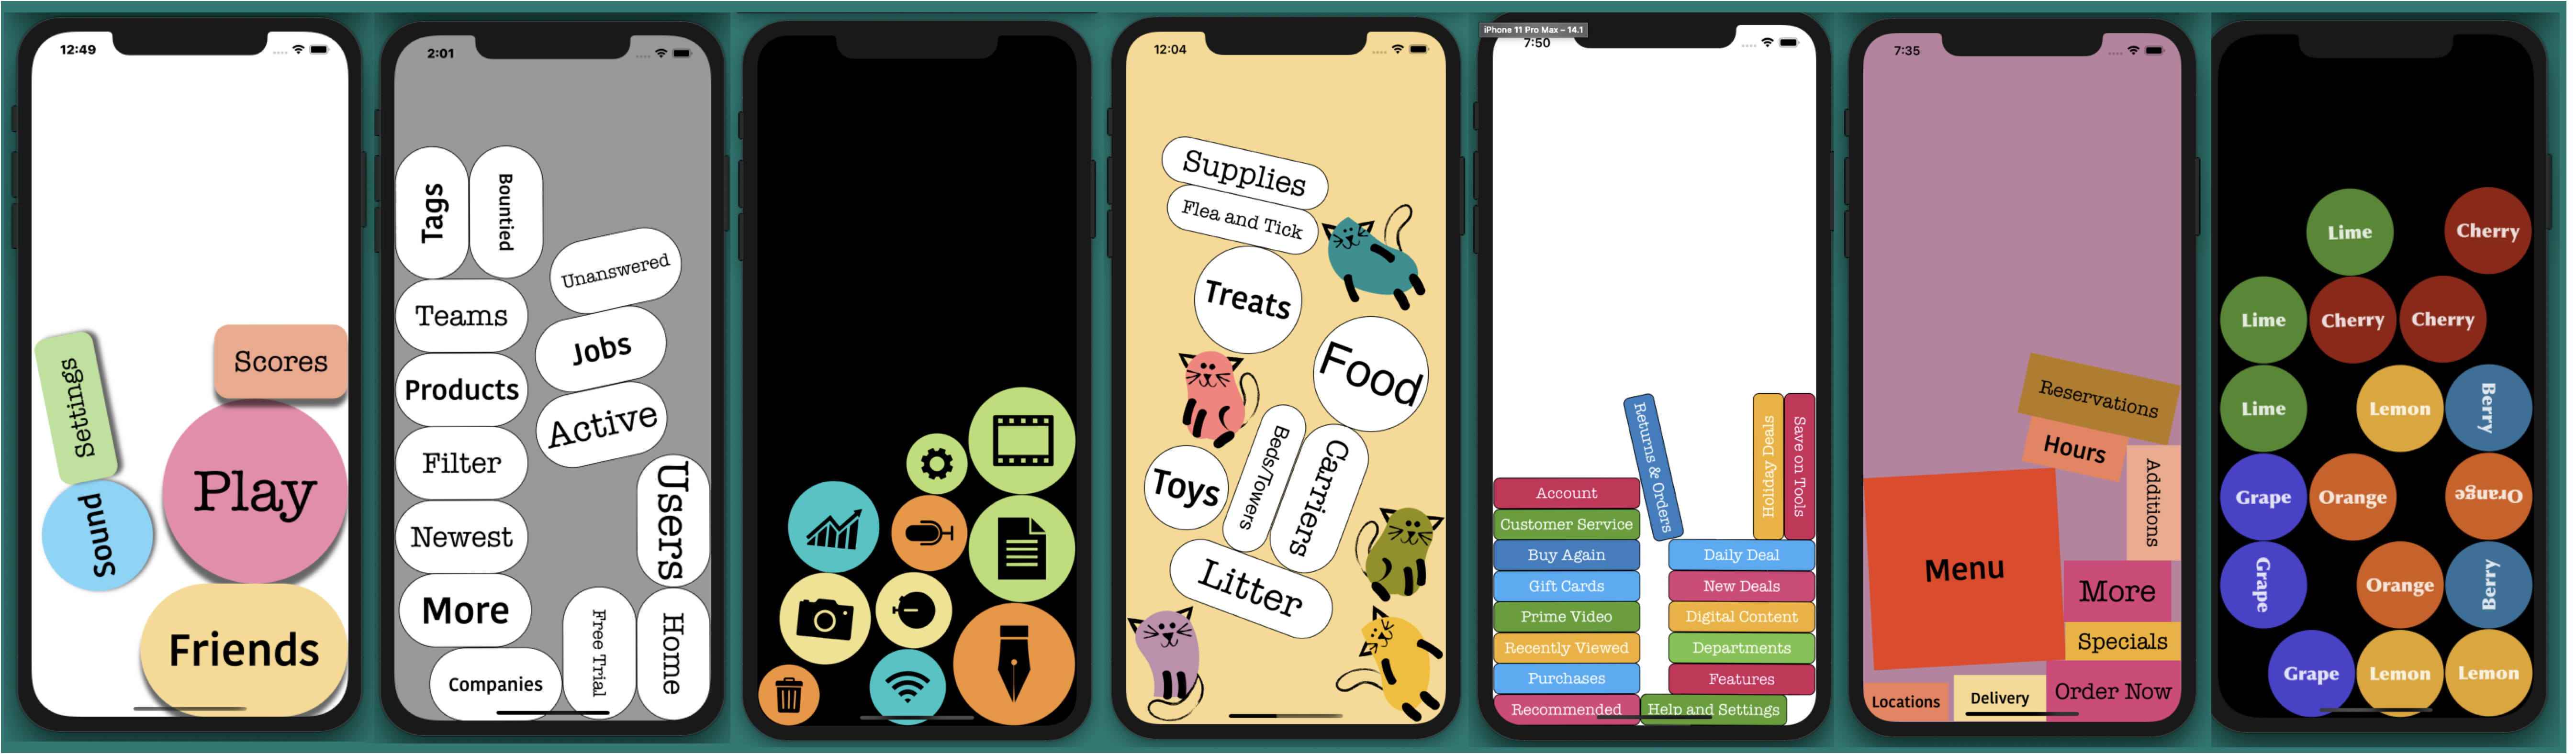 12:49
Settings
Scores
Sound
Play
Friends
2:01
Tags
Bountied
Unanswered
Teams
Jobs
Products
Active
Filter
Users
Newest
More
Free Trial
Home
Companies
12:04
Supplies
Flea and Tick
Treats
Food
Toys
Beds/Towers
Carriers
Litter
iPhone 11 Pro Max – 14.1
7:50
Returns & Orders
Holiday Deals
Save on Tools
Account
Customer Service
Buy Again
Daily Deal
Gift Cards
New Deals
Prime Video
Digital Content
Recently Viewed
Departments
Purchases
Features
Recommended
Help and Settings
7:35
Reservations
Hours
Additions
Menu
More
Specials
Locations
Delivery
Order Now
Lime
Cherry
Lime
Cherry
Cherry
Lime
Lemon
Berry
Grape
Orange
Orange
Grape
Orange
Berry
Grape
Lemon
Lemon